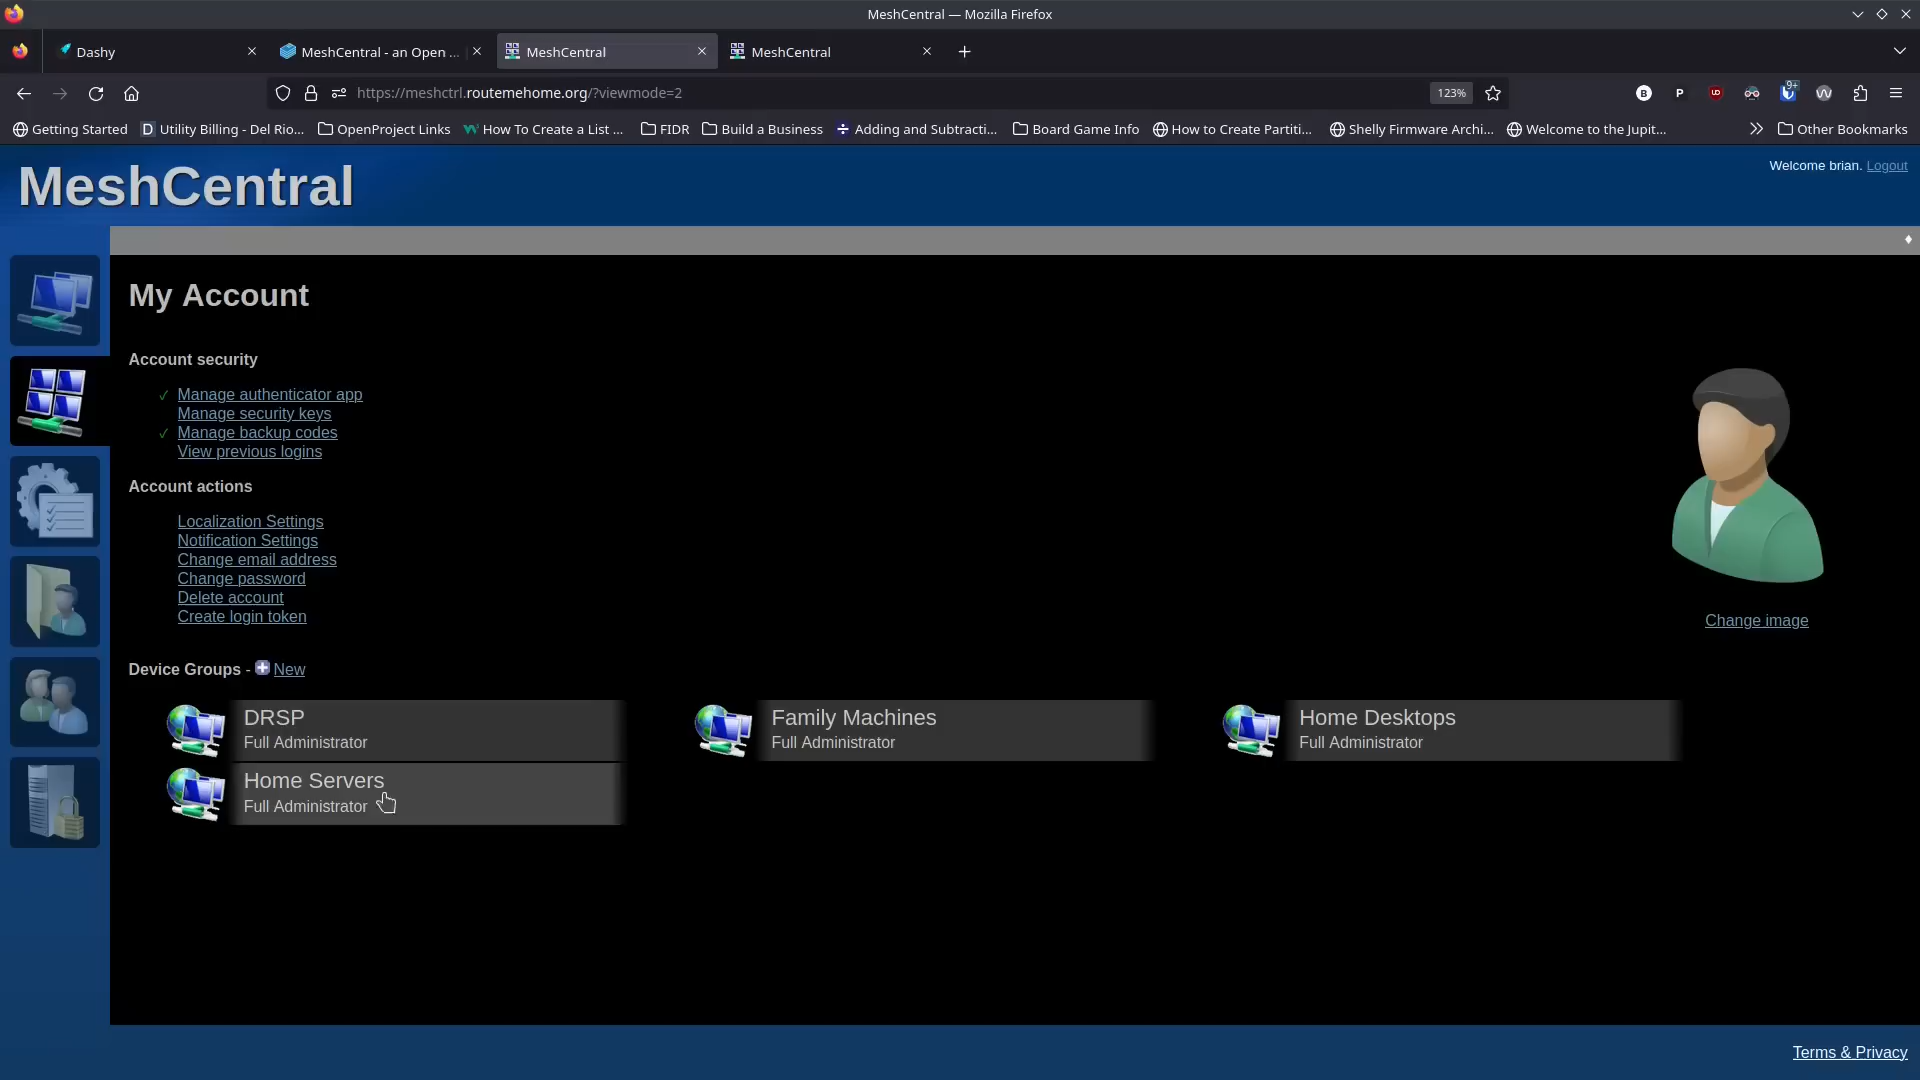 MeshCentral — Mozilla Firefox
Dashy
MeshCentral - an Open ...
MeshCentral
MeshCentral
https://meshctrl.routemehome.org/?viewmode=2
123%
B
P
UD
9+
Getting Started
D Utility Billing - Del Rio...
OpenProject Links
How To Create a List ...
FIDR
Build a Business
Adding and Subtracti...
Board Game Info
How to Create Partiti...
Shelly Firmware Archi...
Welcome to the Jupit...
Other Bookmarks
MeshCentral
Welcome brian. Logout
My Account
Account security
✓ Manage authenticator app
Manage security keys
✓ Manage backup codes
View previous logins
Account actions
Localization Settings
Notification Settings
Change email address
Change password
Delete account
Create login token
Change image
Device Groups - New
DRSP
Full Administrator
Family Machines
Full Administrator
Home Desktops
Full Administrator
Home Servers
Full Administrator
Terms & Privacy